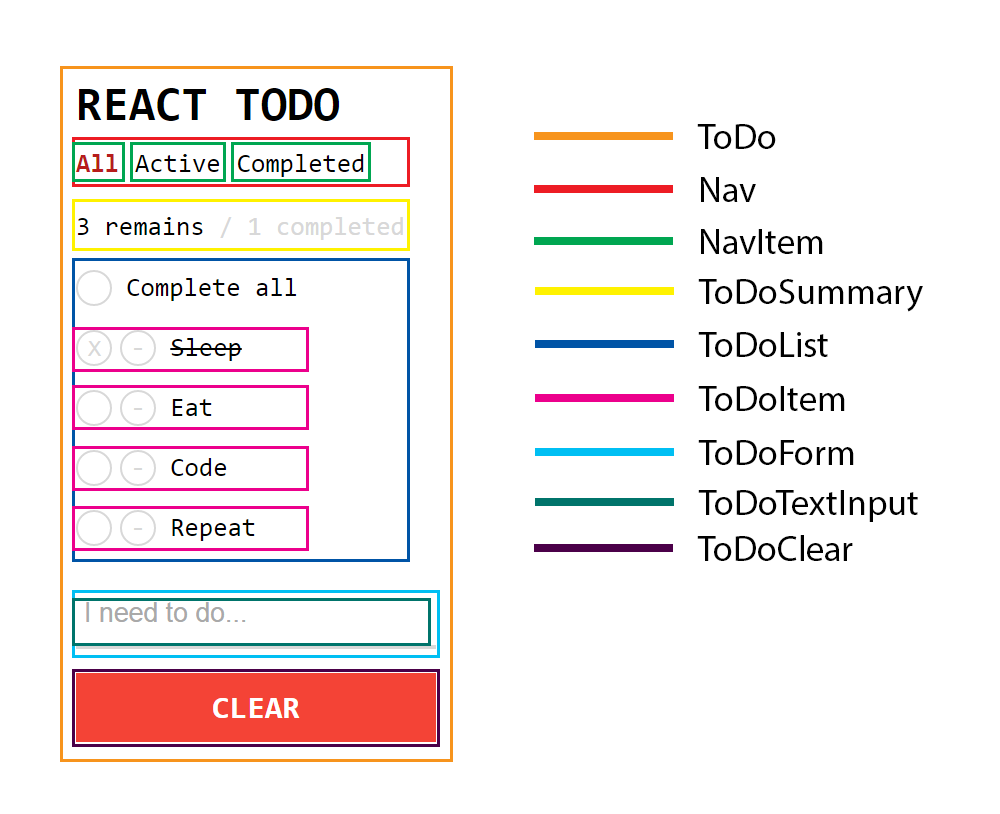 REACT TODO
All Active Completed
3 remains / 1 completed
Complete all
X - Sleep
- Eat
- Code
- Repeat
I need to do...
CLEAR
ToDo
Nav
NavItem
ToDoSummary
ToDoList
ToDoItem
ToDoForm
ToDoTextInput
ToDoClear